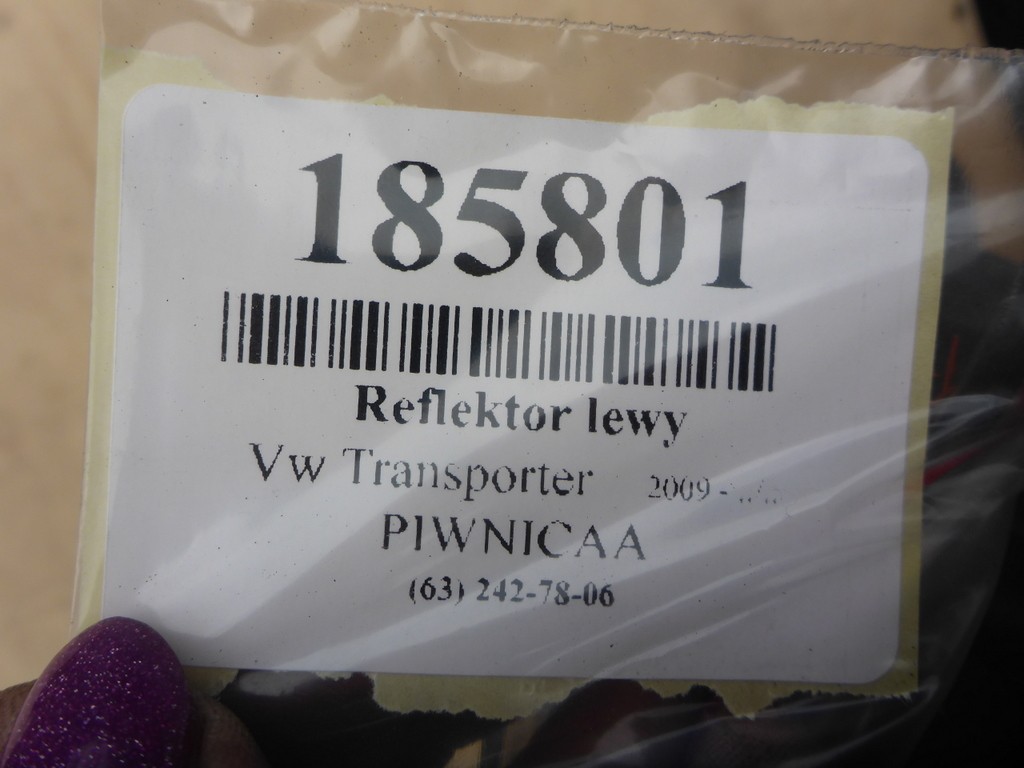 185801
Reflektor lewy
Vw Transporter 2009 -
PIWNICAA
(63) 242-78-06